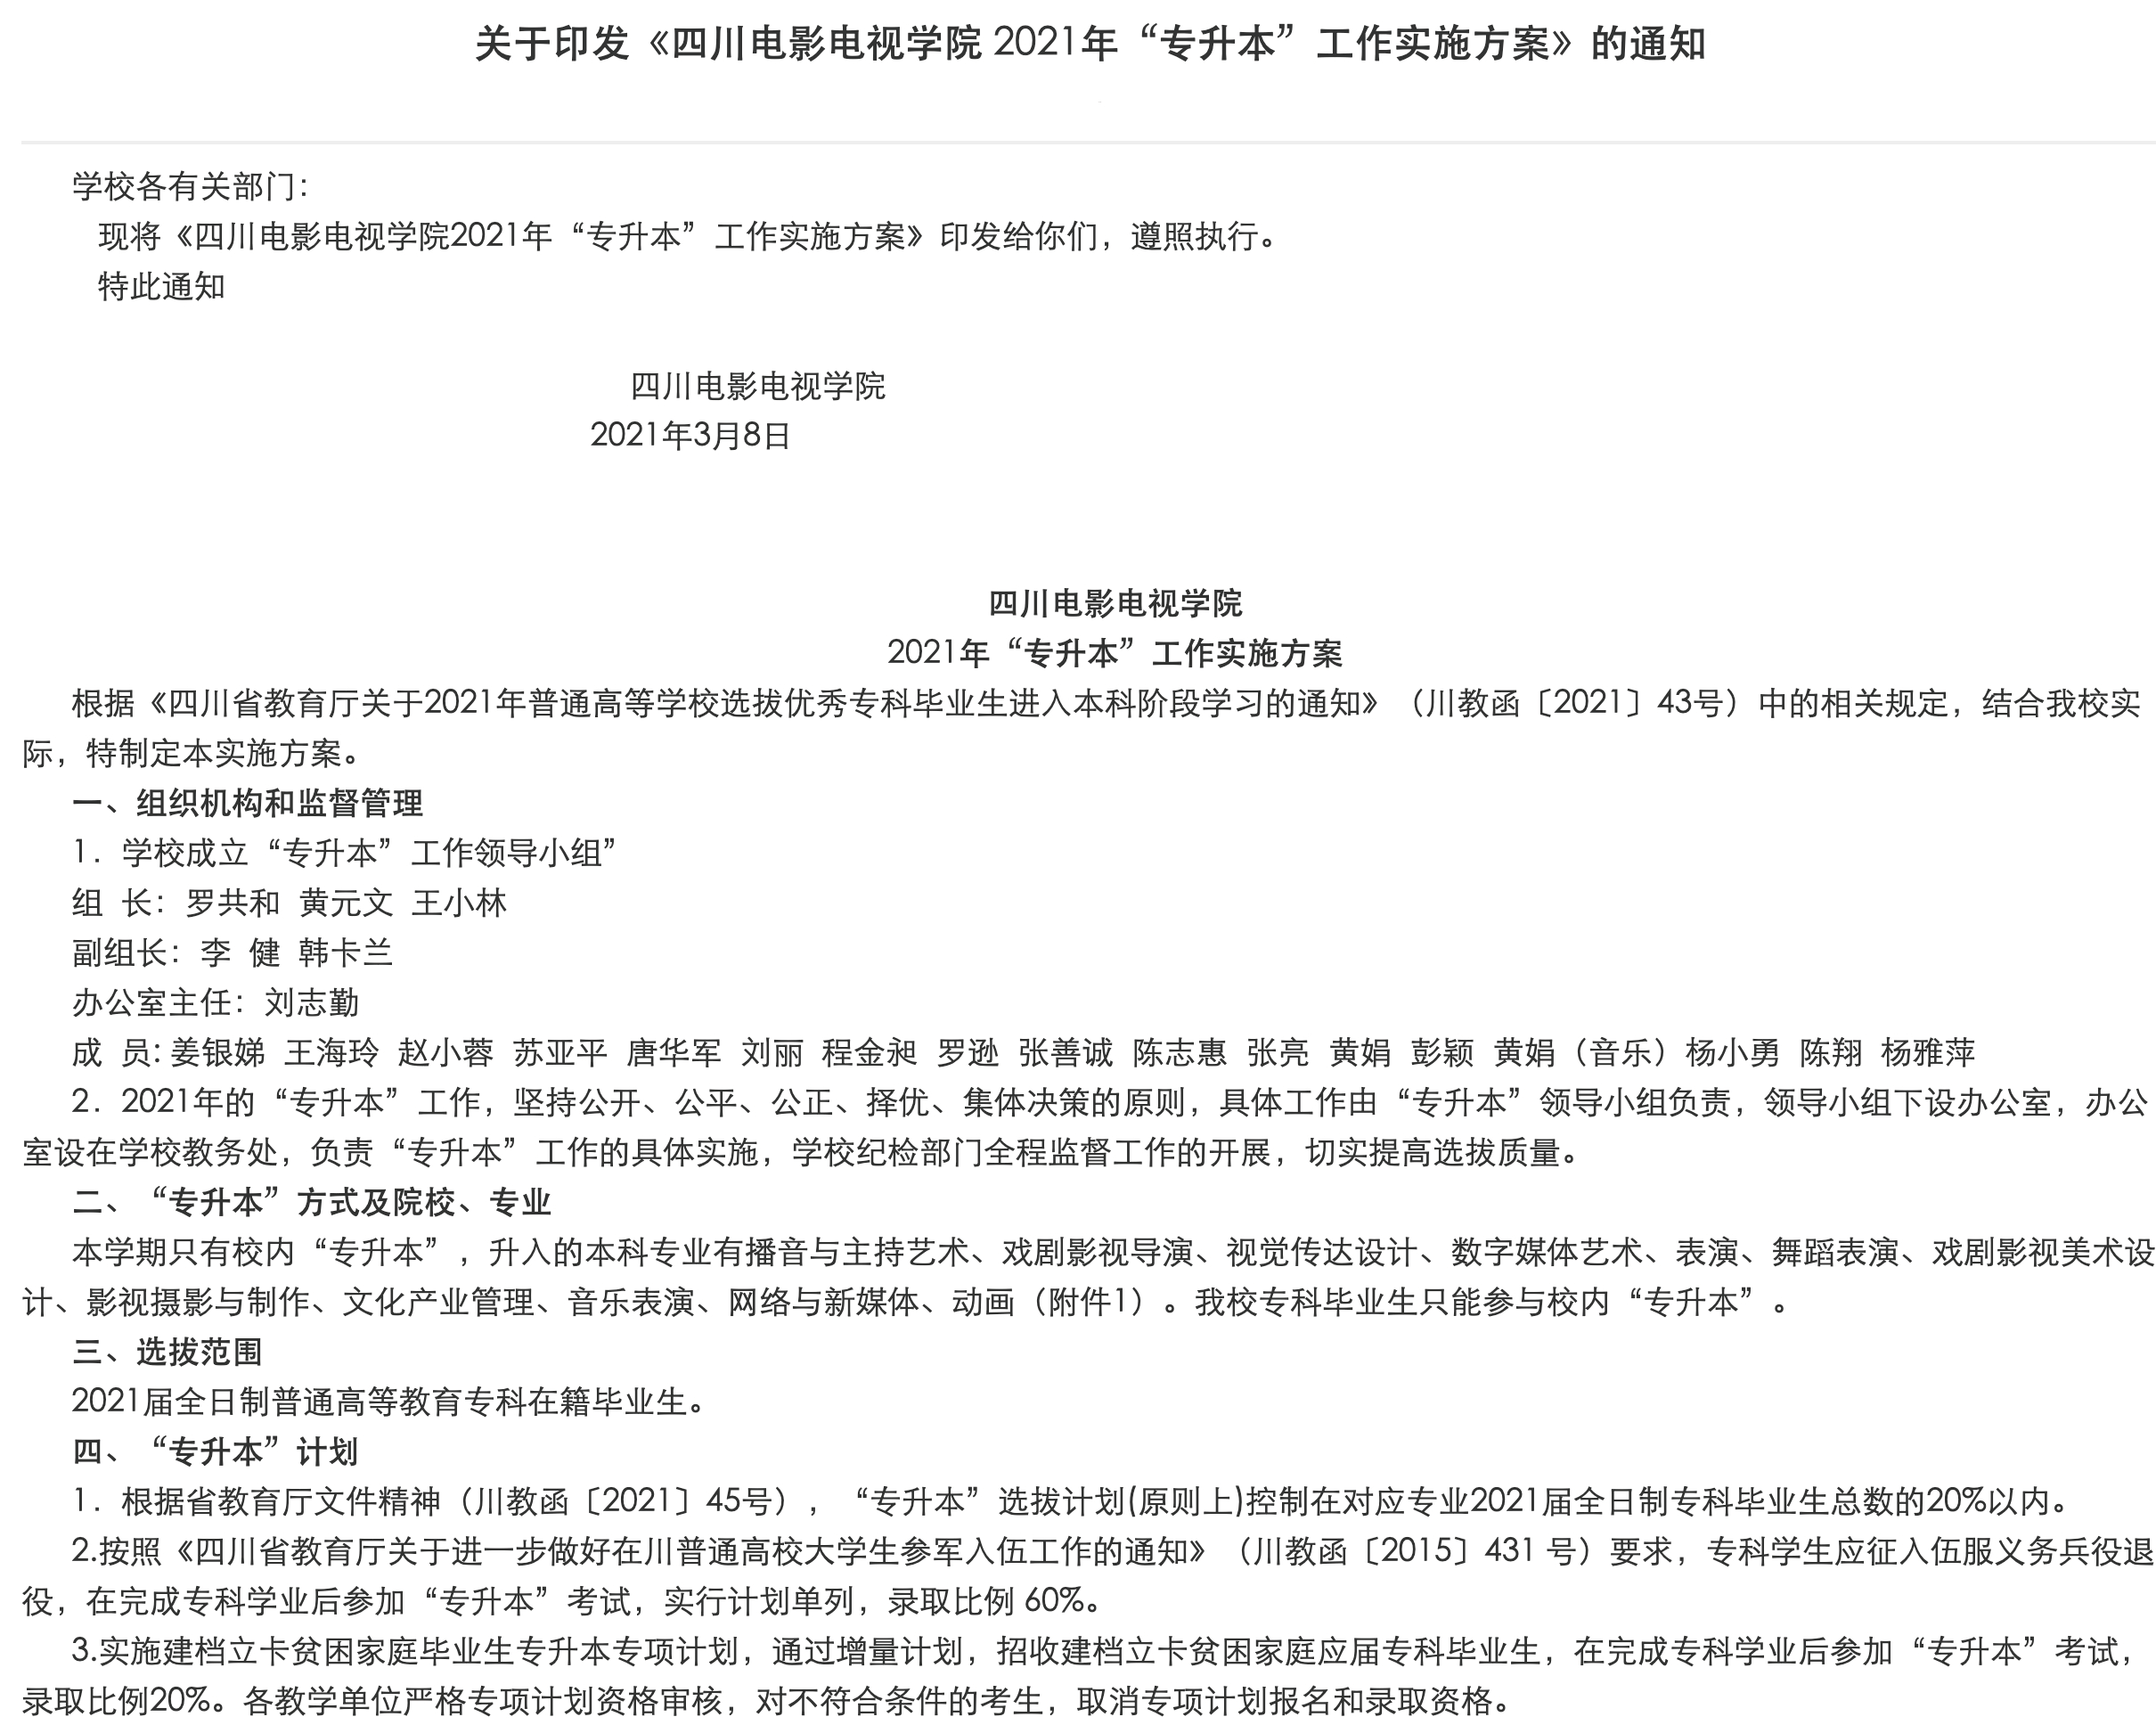 关于印发《四川电影电视学院 2021年“专升本”工作实施方案》的通知
学校各有关部门：
现将《四川电影电视学院2021年“专升本”工作实施方案》印发给你们，遵照执行。
特此通知
四川电影电视学院
2021年3月8日
四川电影电视学院
2021年“专升本”工作实施方案
根据《四川省教育厅关于2021年普通高等学校选拔优秀专科毕业生进入本科阶段学习的通知》（川教函〔2021〕43号）中的相关规定，结合我校实
际，特制定本实施方案。
一、组织机构和监督管理
1．学校成立“专升本”工作领导小组”
组 长：罗共和 黄元文 王小林
副组长：李 健 韩卡兰
办公室主任：刘志勤
成 员: 姜银娣 王海玲 赵小蓉 苏亚平 唐华军 刘丽 程金昶 罗逊 张善诚 陈志惠 张亮 黄娟 彭颖 黄娟（音乐）杨小勇 陈翔 杨雅萍
2．2021年的“专升本”工作，坚持公开、公平、公正、择优、集体决策的原则，具体工作由“专升本”领导小组负责，领导小组下设办公室，办公
室设在学校教务处，负责“专升本”工作的具体实施，学校纪检部门全程监督工作的开展，切实提高选拔质量。
二、“专升本”方式及院校、专业
本学期只有校内“专升本”，升入的本科专业有播音与主持艺术、戏剧影视导演、视觉传达设计、数字媒体艺术、表演、舞蹈表演、戏剧影视美术设
计、影视摄影与制作、文化产业管理、音乐表演、网络与新媒体、动画（附件1）。我校专科毕业生只能参与校内“专升本”。
三、选拔范围
2021届全日制普通高等教育专科在籍毕业生。
四、“专升本”计划
1．根据省教育厅文件精神（川教函〔2021〕45号），“专升本”选拔计划(原则上)控制在对应专业2021届全日制专科毕业生总数的20%以内。
2.按照《四川省教育厅关于进一步做好在川普通高校大学生参军入伍工作的通知》（川教函〔2015〕431 号）要求，专科学生应征入伍服义务兵役退
役，在完成专科学业后参加“专升本”考试，实行计划单列，录取比例 60%。
3.实施建档立卡贫困家庭毕业生专升本专项计划，通过增量计划，招收建档立卡贫困家庭应届专科毕业生，在完成专科学业后参加“专升本”考试，
录取比例20%。各教学单位严格专项计划资格审核，对不符合条件的考生，取消专项计划报名和录取资格。